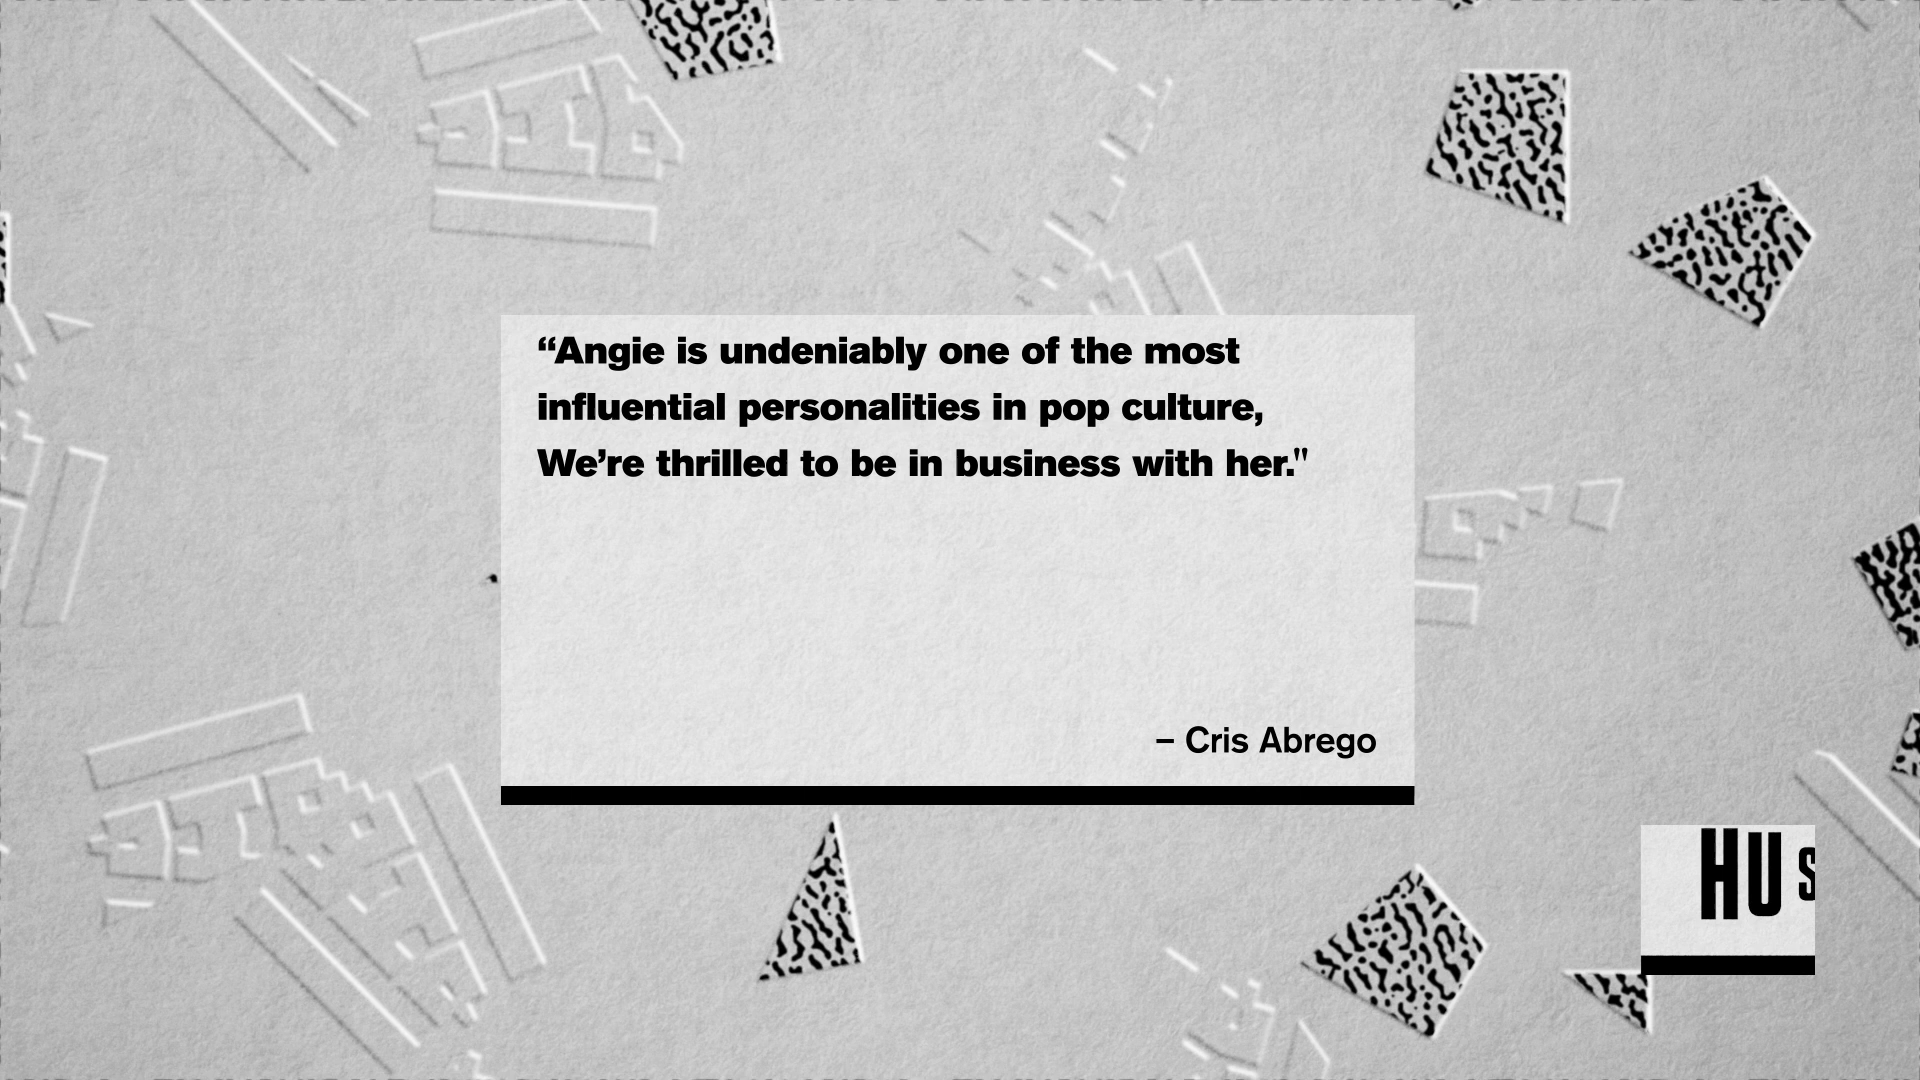 “Angie is undeniably one of the most
influential personalities in pop culture,
We’re thrilled to be in business with her."
– Cris Abrego
HU S